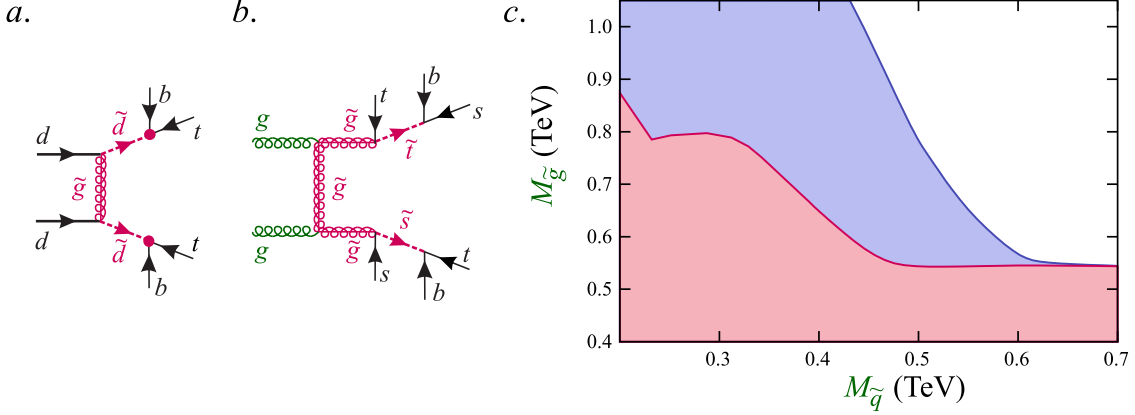 a.
b.
c.
d
d
g̃
d̃
d̃
b
t
t
b
g
g
g̃
g̃
g̃
t
t̃
b
s
s̃
s
b
t
M_g̃ (TeV)
1.0
0.9
0.8
0.7
0.6
0.5
0.4
0.3 0.4 0.5 0.6 0.7
M_q̃ (TeV)